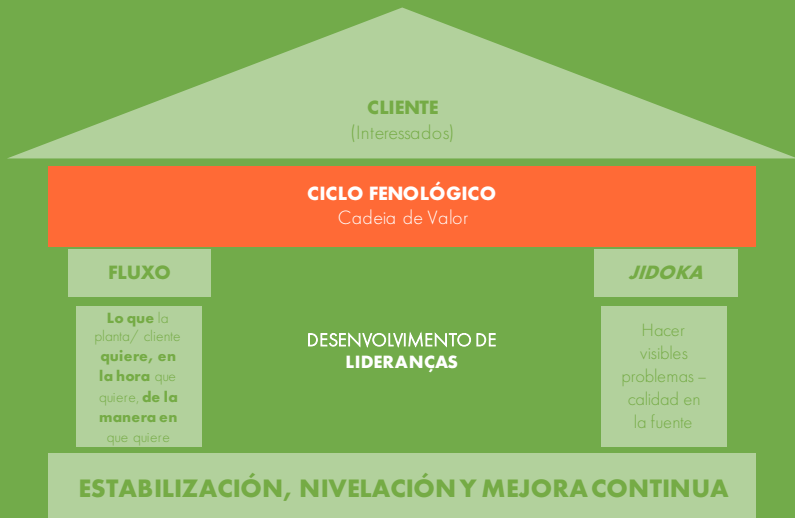 CLIENTE
(Interessados)
CICLO FENOLÓGICO
Cadeia de Valor
FLUXO
Lo que la
planta/ cliente
quiere, en
la hora que
quiere, de la
manera en
que quiere
DESENVOLVIMENTO DE
LIDERANÇAS
JIDOKA
Hacer
visibles
problemas –
calidad en
la fuente
ESTABILIZACIÓN, NIVELACIÓN Y MEJORA CONTINUA